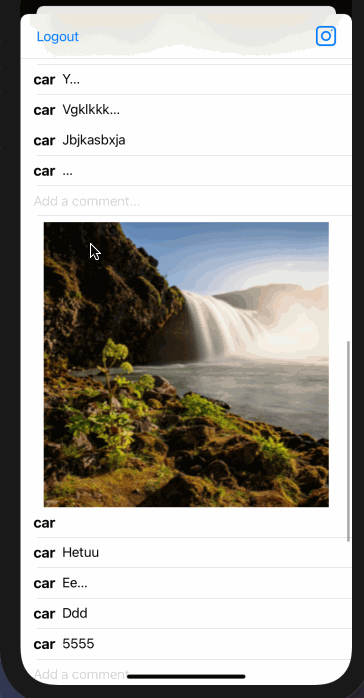 Logout
car Y...
car Vgklkkk...
car Jbjkasbxja
car ...
Add a comment...
car
car Hetuu
car Ee...
car Ddd
car 5555
Add a comment